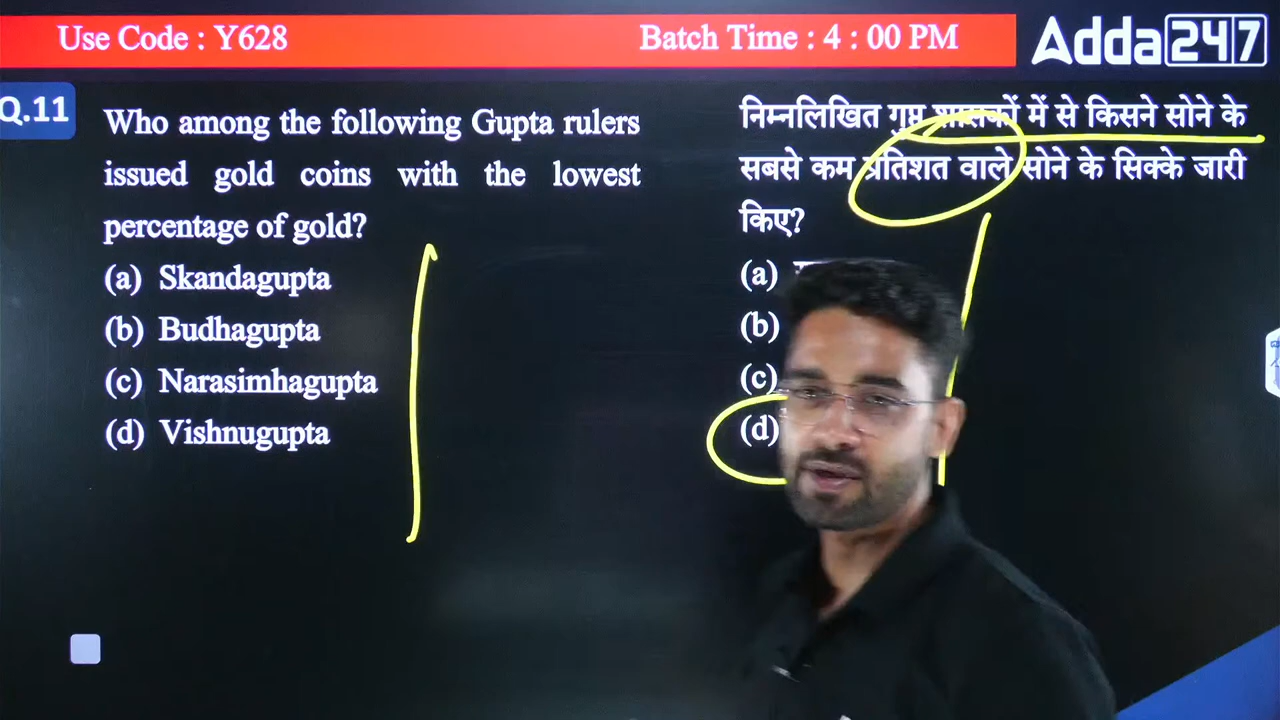 Use Code : Y628
Batch Time : 4 : 00 PM
Adda247
Q.11
Who among the following Gupta rulers
issued gold coins with the lowest
percentage of gold?
(a) Skandagupta
(b) Budhagupta
(c) Narasimhagupta
(d) Vishnugupta
निम्नलिखित गुप्त शासकों में से किसने सोने के
सबसे कम प्रतिशत वाले सोने के सिक्के जारी
किए?
(a)
(b)
(c)
(d)